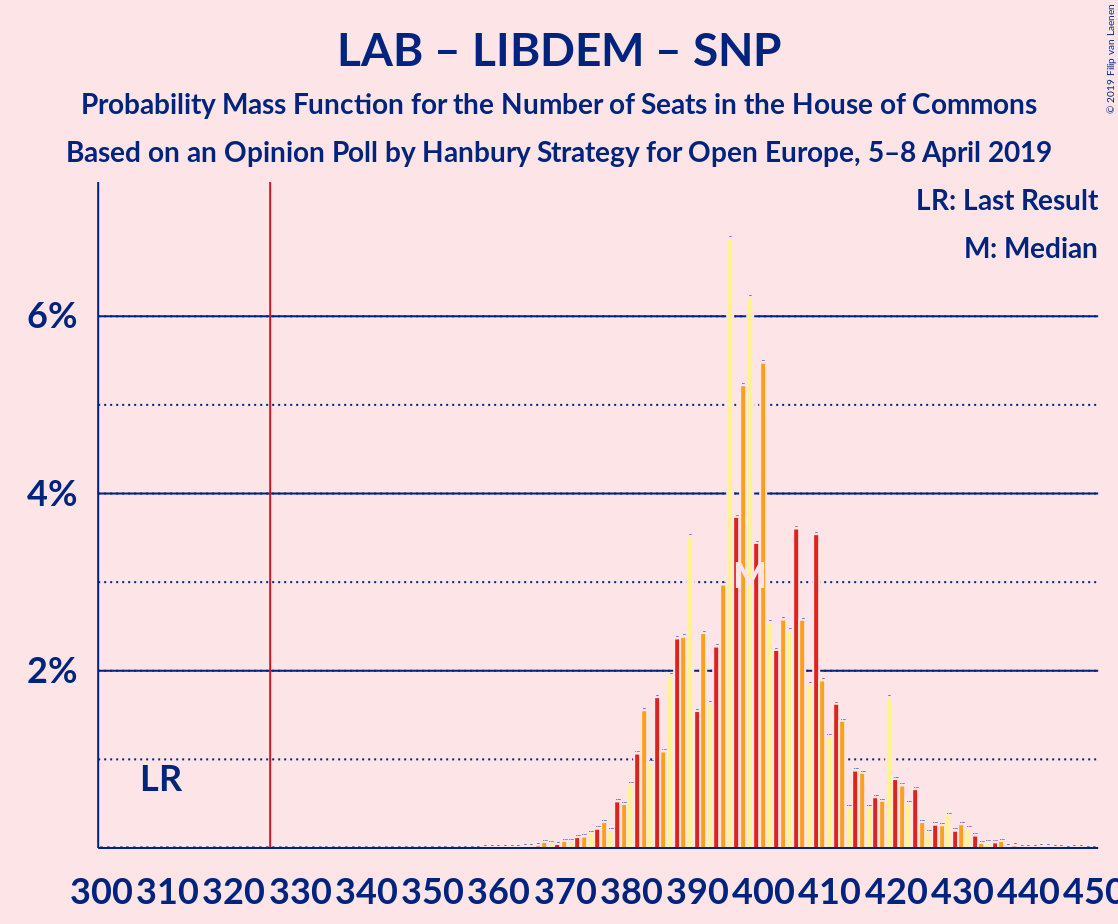 LAB – LIBDEM – SNP
Probability Mass Function for the Number of Seats in the House of Commons
Based on an Opinion Poll by Hanbury Strategy for Open Europe, 5–8 April 2019
© 2019 Filip van Laenen
LR: Last Result
M: Median
6%
4%
2%
M
LR
300 310 320 330 340 350 360 370 380 390 400 410 420 430 440 450